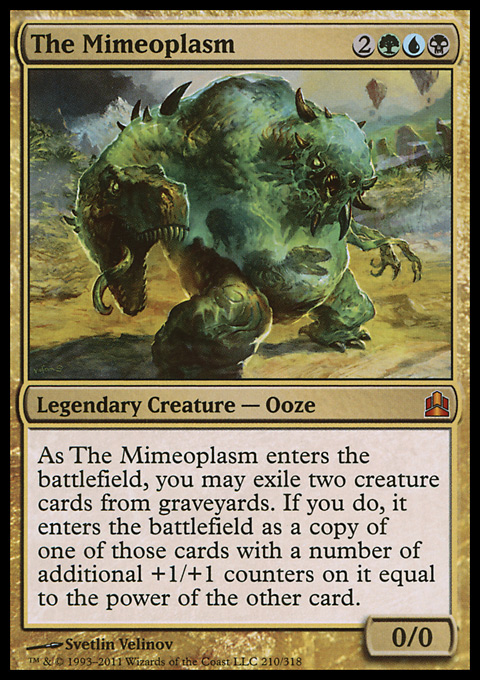 The Mimeoplasm 2
Legendary Creature — Ooze
As The Mimeoplasm enters the
battlefield, you may exile two creature
cards from graveyards. If you do, it
enters the battlefield as a copy of
one of those cards with a number of
additional +1/+1 counters on it equal
to the power of the other card.
0/0
Svetlin Velinov
™ & © 1993–2011 Wizards of the Coast LLC 210/318